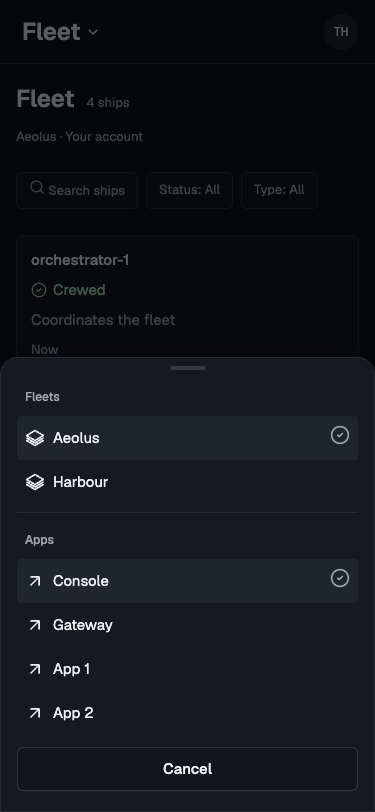 Fleet
TH
Fleet 4 ships
Aeolus · Your account
Search ships Status: All Type: All
orchestrator-1
Crewed
Coordinates the fleet
Now
Fleets
Aeolus
Harbour
Apps
Console
Gateway
App 1
App 2
Cancel